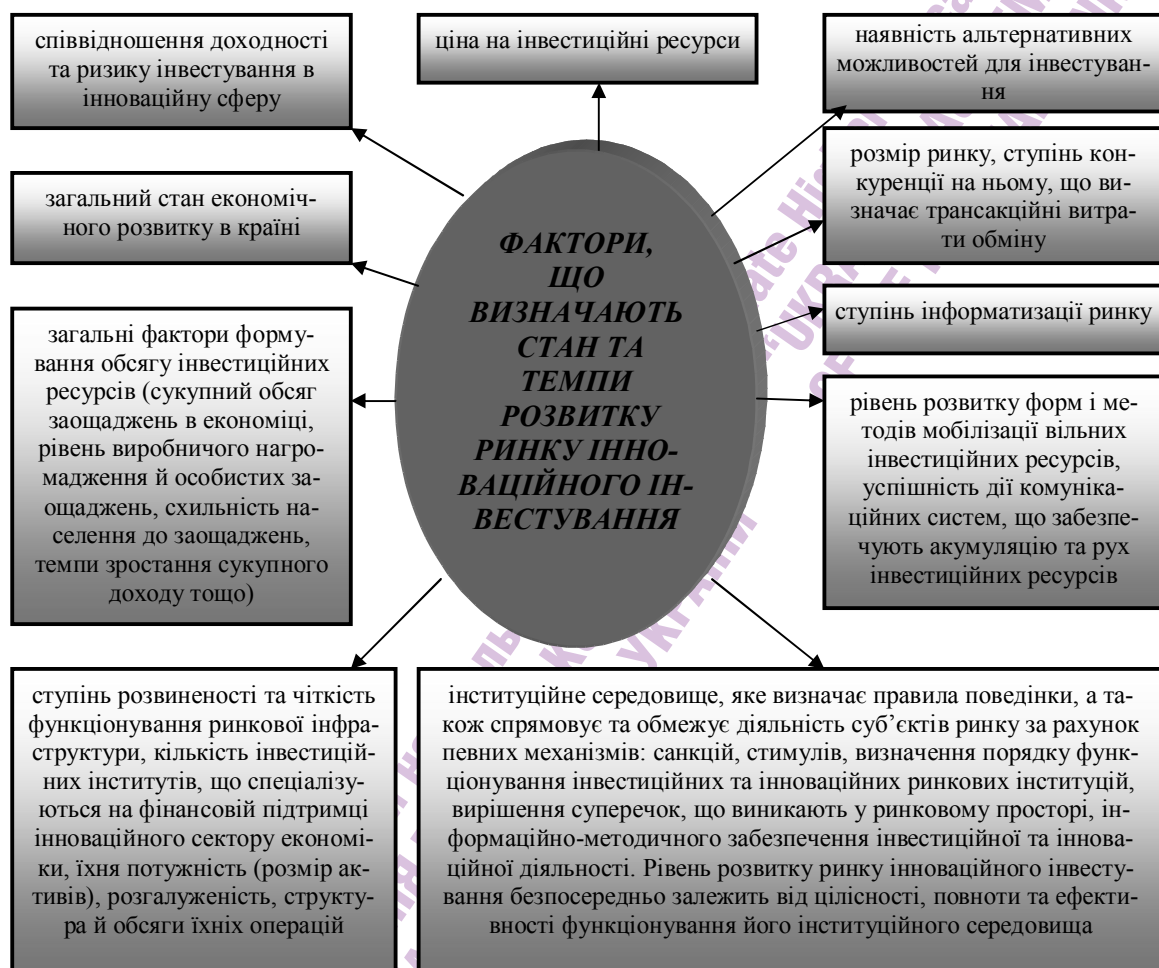 співвідношення доходності
та ризику інвестування в
інноваційну сферу
ціна на інвестиційні ресурси
наявність альтернативних
можливостей для інвестуван-
ня
загальний стан економіч-
ного розвитку в країні
розмір ринку, ступінь кон-
куренції на ньому, що ви-
значає трансакційні витра-
ти обміну
ступінь інформатизації ринку
ФАКТОРИ,
ЩО
ВИЗНАЧАЮТЬ
СТАН ТА
ТЕМПИ
РОЗВИТКУ
РИНКУ ІННО-
ВАЦІЙНОГО ІН-
ВЕСТУВАННЯ
загальні фактори форму-
вання обсягу інвестиційних
ресурсів (сукупний обсяг
заощаджень в економіці,
рівень виробничого нагро-
мадження й особистих за-
ощаджень, схильність на-
селення до заощаджень,
темпи зростання сукупного
доходу тощо)
рівень розвитку форм і ме-
тодів мобілізації вільних
інвестиційних ресурсів,
успішність дії комуніка-
ційних систем, що забезпе-
чують акумуляцію та рух
інвестиційних ресурсів
ступінь розвиненості та чіткість
функціонування ринкової інфра-
структури, кількість інвестицій-
них інститутів, що спеціалізу-
ються на фінансовій підтримці
інноваційного сектору економі-
ки, їхня потужність (розмір ак-
тивів), розгалуженість, структу-
ра й обсяги їхніх операцій
інституційне середовище, яке визначає правила поведінки, а та-
кож спрямовує та обмежує діяльність суб’єктів ринку за рахунок
певних механізмів: санкцій, стимулів, визначення порядку функ-
ціонування інвестиційних та інноваційних ринкових інституцій,
вирішення суперечок, що виникають у ринковому просторі, ін-
формаційно-методичного забезпечення інвестиційної та іннова-
ційної діяльності. Рівень розвитку ринку інноваційного інвесту-
вання безпосередньо залежить від цілісності, повноти та ефекти-
вності функціонування його інституційного середовища
УКРАЇНИ